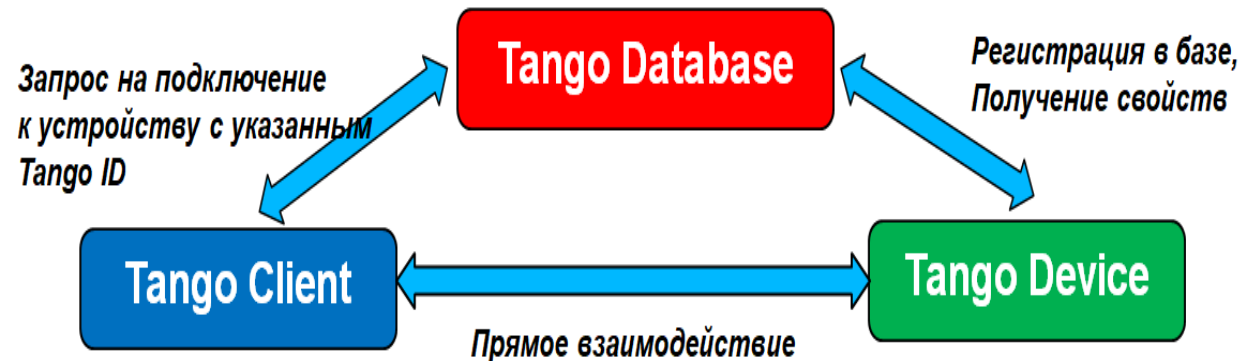 Tango Database
Запрос на подключение
к устройству с указанным
Tango ID
Регистрация в базе,
Получение свойств
Tango Client
Tango Device
Прямое взаимодействие